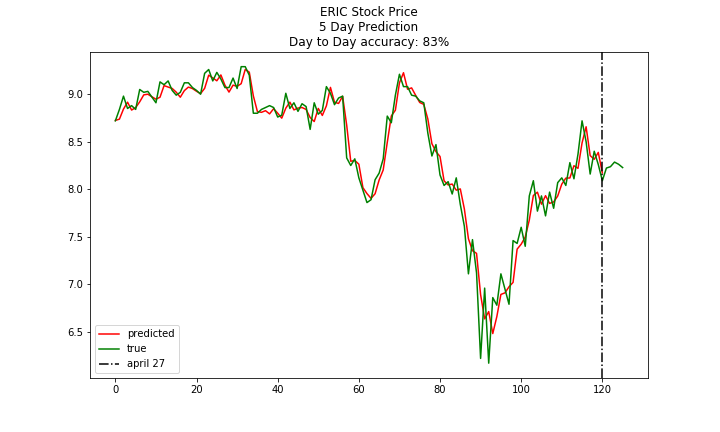 ERIC Stock Price
5 Day Prediction
Day to Day accuracy: 83%
9.0
8.5
8.0
7.5
7.0
6.5
predicted
true
april 27
0 20 40 60 80 100 120